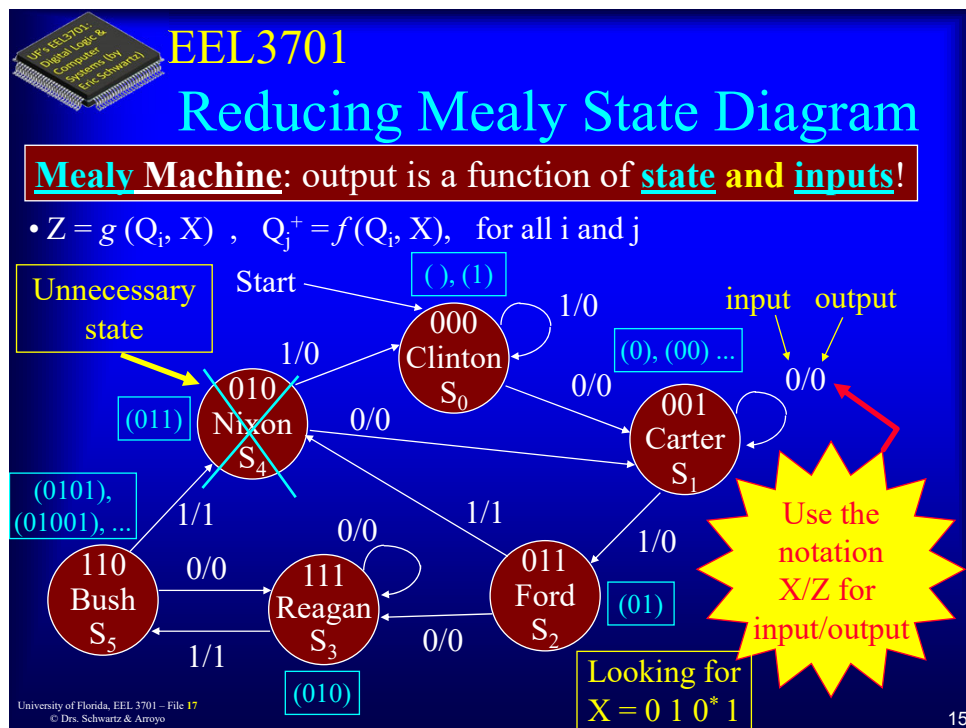 UF's EEL3701:
Digital Logic &
Computer
Systems (by
Eric Schwartz)
EEL3701
Reducing Mealy State Diagram
Mealy Machine: output is a function of state and inputs!
• Z = g (Qᵢ, X) , Qⱼ⁺ = f (Qᵢ, X), for all i and j
Unnecessary
state
Start
( ), (1)
000
Clinton
S₀
1/0
input output
0/0
(0), (00) ...
001
Carter
S₁
0/0
1/0
(011)
010
Nixon
S₄
0/0
1/0
(0101),
(01001), ...
1/1
110
Bush
S₅
0/0
1/1
0/0
111
Reagan
S₃
(010)
1/1
0/0
011
Ford
S₂
(01)
Use the
notation
X/Z for
input/output
Looking for
X = 0 1 0* 1
University of Florida, EEL 3701 – File 17
© Drs. Schwartz & Arroyo
15